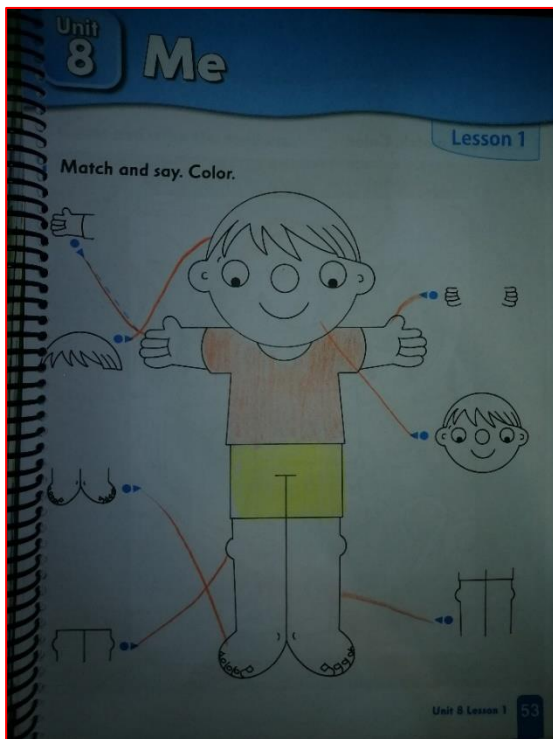 Unit
8
Me
Lesson 1
Match and say. Color.
Unit 8 Lesson 1 53